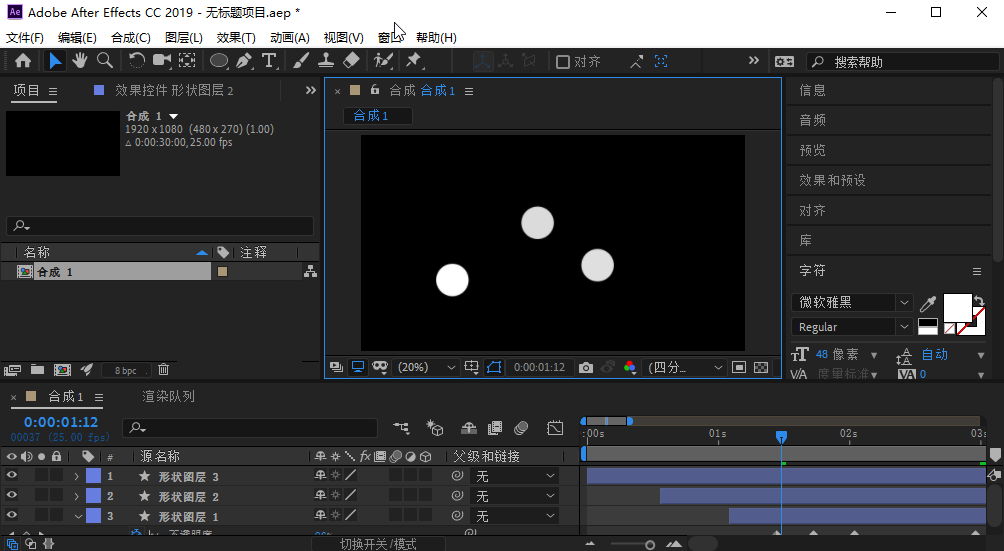 Ae Adobe After Effects CC 2019 - 无标题项目.aep *
文件(F) 编辑(E) 合成(C) 图层(L) 效果(T) 动画(A) 视图(V) 窗口 帮助(H)
对齐 搜索帮助
项目 效果控件 形状图层 2
合成 合成 1
合成 1
合成 1
1920 x 1080 (480 x 270) (1.00)
△ 0:00:30:00, 25.00 fps
名称 注释
合成 1
8 bpc
(20%) 0:00:01:12 (四分...
信息
音频
预览
效果和预设
对齐
库
字符
微软雅黑
Regular
48 像素 自动
度量标准 0
合成 1 渲染队列
0:00:01:12
00037 (25.00 fps)
:00s 01s 02s 03s
# 源名称 fx 父级和链接
1 形状图层 3 无
2 形状图层 2 无
3 形状图层 1 无
不透明度
切换开关/模式